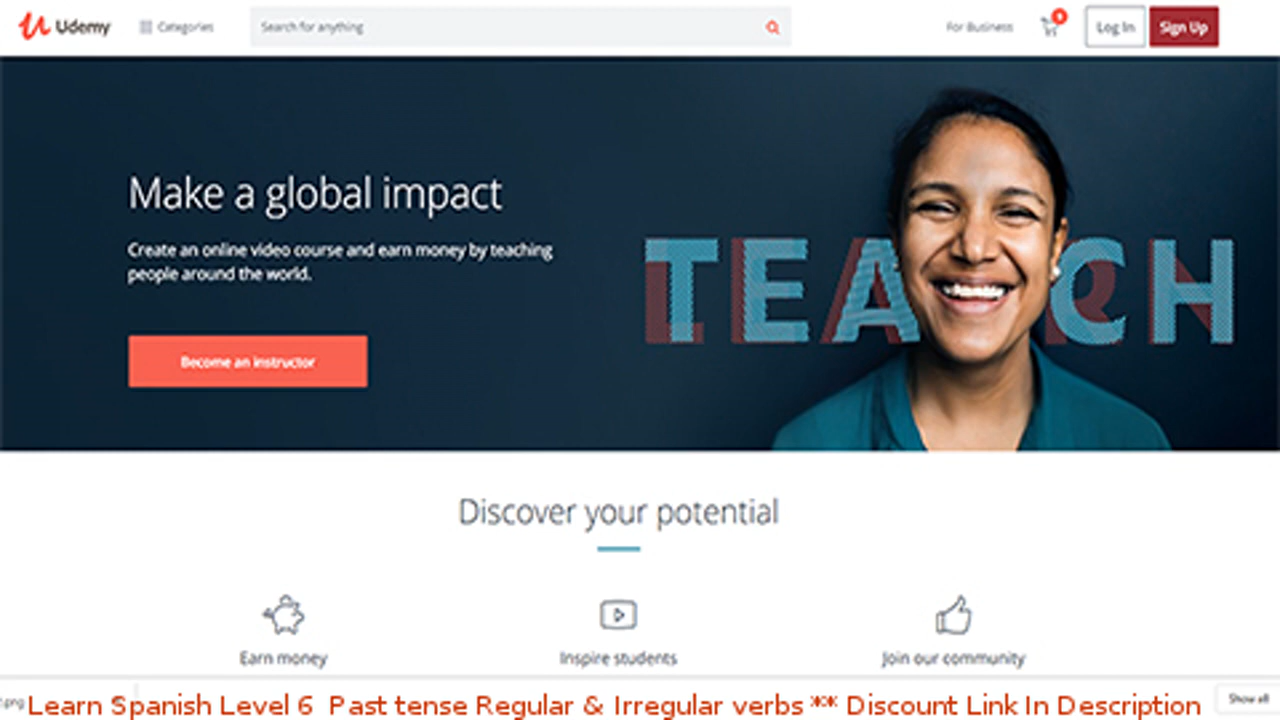 Udemy
Categories
Search for anything
For Business
Log In
Sign Up
Make a global impact
Create an online video course and earn money by teaching
people around the world.
TEACH
Become an instructor
Discover your potential
Earn money
Inspire students
Join our community
.png
Learn Spanish Level 6 Past tense Regular & Irregular verbs ** Discount Link In Description
Show all